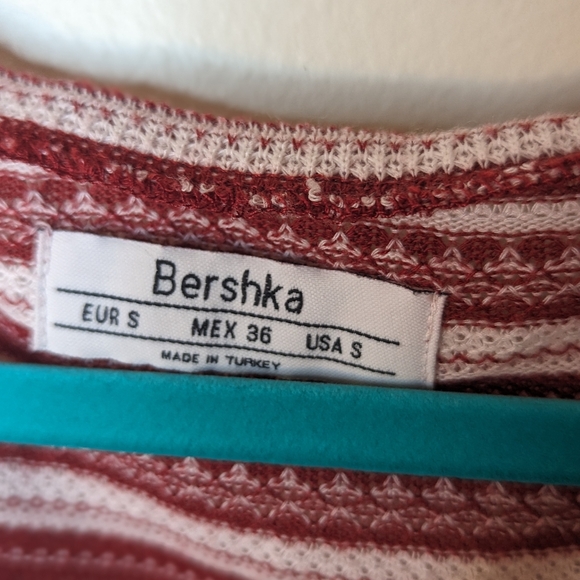 Bershka
EUR S MEX 36 USA S
MADE IN TURKEY